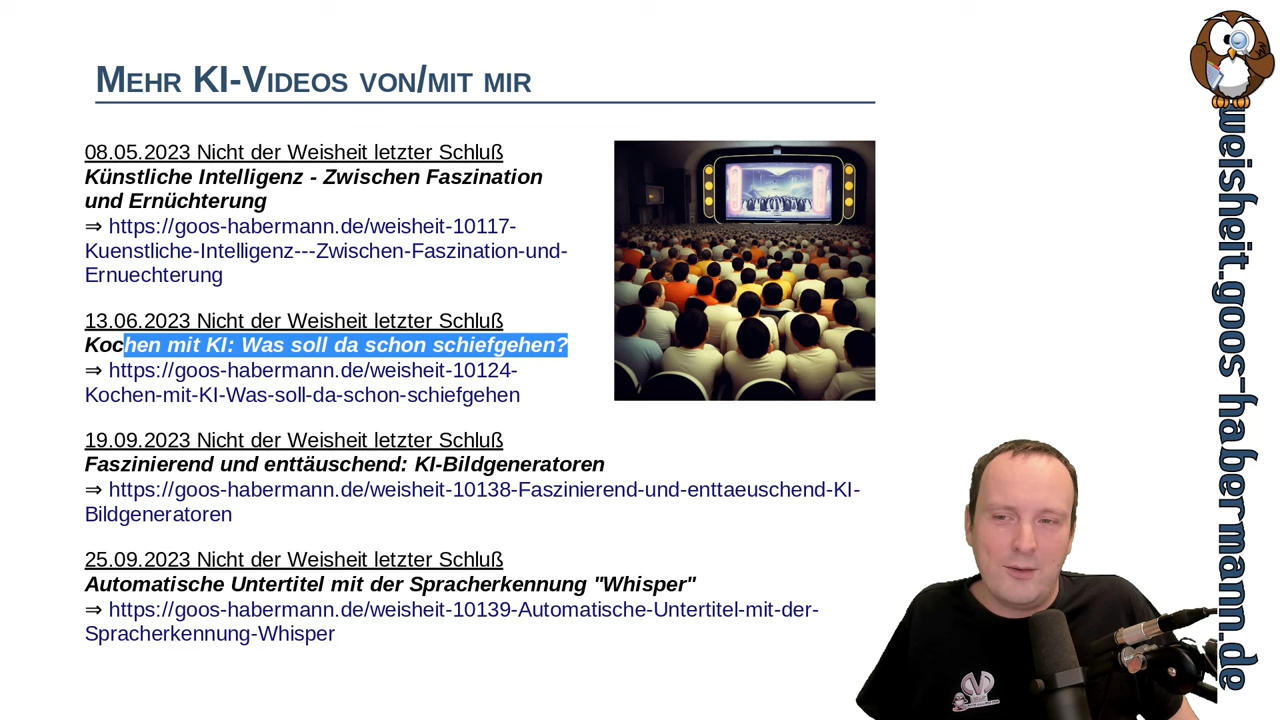 Mehr KI-Videos von/mit mir
08.05.2023 Nicht der Weisheit letzter Schluß
Künstliche Intelligenz - Zwischen Faszination
und Ernüchterung
⇒ https://goos-habermann.de/weisheit-10117-
Kuenstliche-Intelligenz---Zwischen-Faszination-und-
Ernuechterung
13.06.2023 Nicht der Weisheit letzter Schluß
Kochen mit KI: Was soll da schon schiefgehen?
⇒ https://goos-habermann.de/weisheit-10124-
Kochen-mit-KI-Was-soll-da-schon-schiefgehen
19.09.2023 Nicht der Weisheit letzter Schluß
Faszinierend und enttäuschend: KI-Bildgeneratoren
⇒ https://goos-habermann.de/weisheit-10138-Faszinierend-und-enttaeuschend-KI-
Bildgeneratoren
25.09.2023 Nicht der Weisheit letzter Schluß
Automatische Untertitel mit der Spracherkennung "Whisper"
⇒ https://goos-habermann.de/weisheit-10139-Automatische-Untertitel-mit-der-
Spracherkennung-Whisper
weisheit.goos-habermann.de